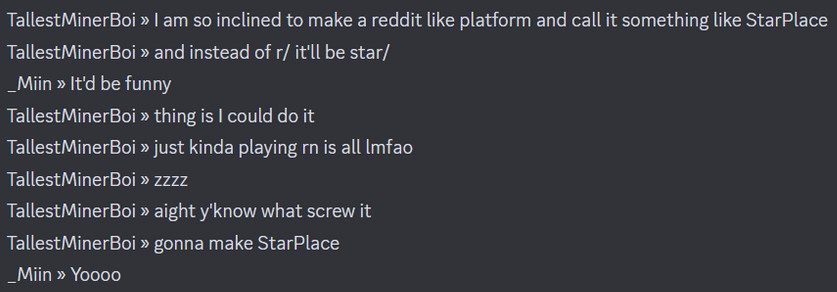 TallestMinerBoi » I am so inclined to make a reddit like platform and call it something like StarPlace
TallestMinerBoi » and instead of r/ it'll be star/
_Miin » It'd be funny
TallestMinerBoi » thing is I could do it
TallestMinerBoi » just kinda playing rn is all lmfao
TallestMinerBoi » zzzz
TallestMinerBoi » aight y'know what screw it
TallestMinerBoi » gonna make StarPlace
_Miin » Yoooo